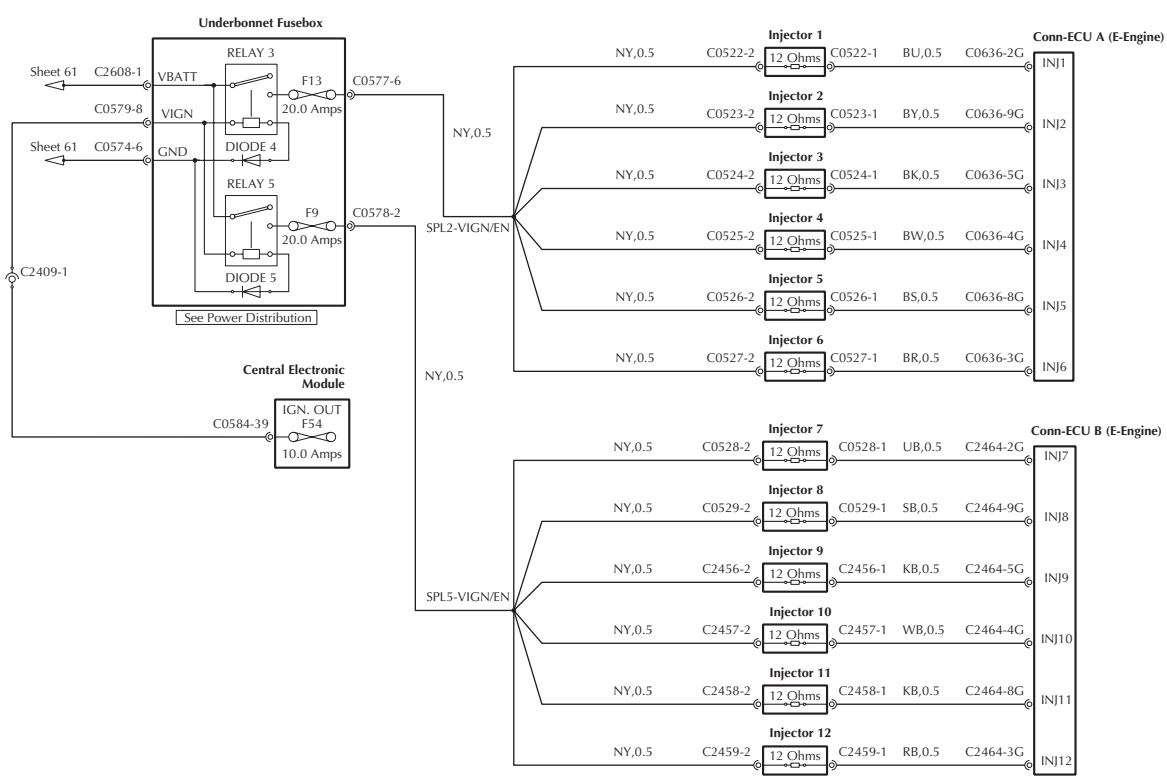 Underbonnet Fusebox
RELAY 3
Sheet 61
C2608-1
VBATT
F13
20.0 Amps
C0577-6
C0579-8
VIGN
Sheet 61
C0574-6
GND
DIODE 4
RELAY 5
F9
20.0 Amps
C0578-2
DIODE 5
See Power Distribution
C2409-1
Central Electronic
Module
C0584-39
IGN. OUT
F54
10.0 Amps
NY,0.5
SPL2-VIGN/EN
NY,0.5
SPL5-VIGN/EN
Conn-ECU A (E-Engine)
Injector 1
NY,0.5 C0522-2 12 Ohms C0522-1 BU,0.5 C0636-2G INJ1
Injector 2
NY,0.5 C0523-2 12 Ohms C0523-1 BY,0.5 C0636-9G INJ2
Injector 3
NY,0.5 C0524-2 12 Ohms C0524-1 BK,0.5 C0636-5G INJ3
Injector 4
NY,0.5 C0525-2 12 Ohms C0525-1 BW,0.5 C0636-4G INJ4
Injector 5
NY,0.5 C0526-2 12 Ohms C0526-1 BS,0.5 C0636-8G INJ5
Injector 6
NY,0.5 C0527-2 12 Ohms C0527-1 BR,0.5 C0636-3G INJ6
Conn-ECU B (E-Engine)
Injector 7
NY,0.5 C0528-2 12 Ohms C0528-1 UB,0.5 C2464-2G INJ7
Injector 8
NY,0.5 C0529-2 12 Ohms C0529-1 SB,0.5 C2464-9G INJ8
Injector 9
NY,0.5 C2456-2 12 Ohms C2456-1 KB,0.5 C2464-5G INJ9
Injector 10
NY,0.5 C2457-2 12 Ohms C2457-1 WB,0.5 C2464-4G INJ10
Injector 11
NY,0.5 C2458-2 12 Ohms C2458-1 KB,0.5 C2464-8G INJ11
Injector 12
NY,0.5 C2459-2 12 Ohms C2459-1 RB,0.5 C2464-3G INJ12